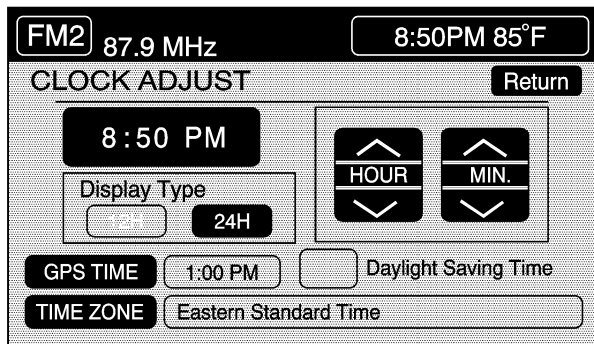 FM2 87.9 MHz 8:50PM 85°F
CLOCK ADJUST Return
8:50 PM
HOUR MIN.
Display Type
12H 24H
GPS TIME 1:00 PM Daylight Saving Time
TIME ZONE Eastern Standard Time